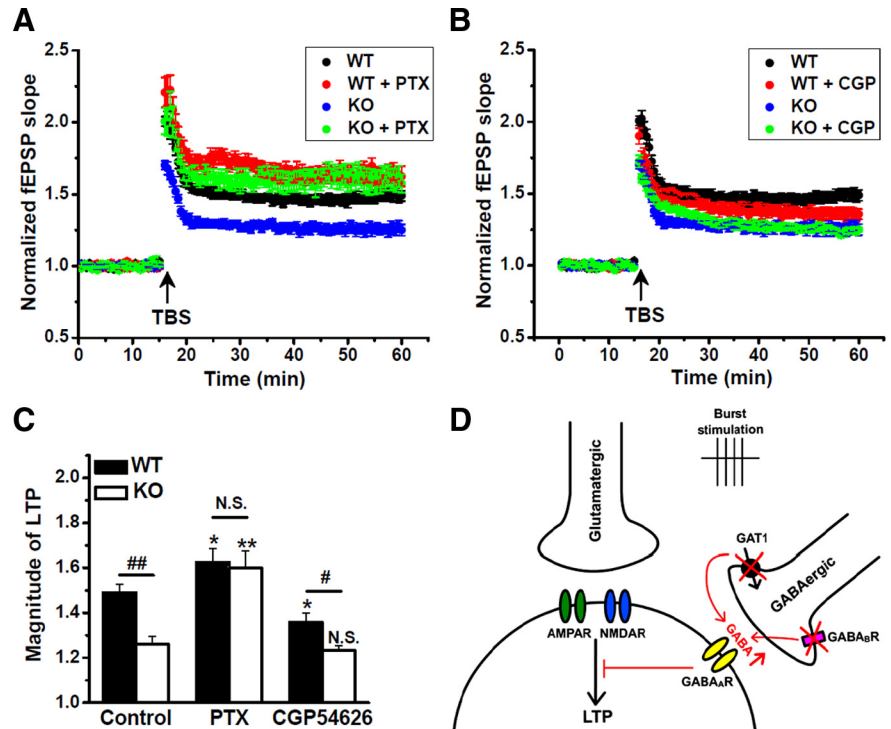 A
Normalized fEPSP slope
2.5
2.0
1.5
1.0
0.5
WT
WT + PTX
KO
KO + PTX
TBS
0 10 20 30 40 50 60
Time (min)
B
Normalized fEPSP slope
2.5
2.0
1.5
1.0
0.5
WT
WT + CGP
KO
KO + CGP
TBS
0 10 20 30 40 50 60
Time (min)
C
Magnitude of LTP
2.0
1.8
1.6
1.4
1.2
1.0
WT
KO
##
N.S.
* **
#
*
N.S.
Control PTX CGP54626
D
Burst
stimulation
Glutamatergic
GAT1
GABAergic
AMPAR NMDAR
GABA
GABA_BR
GABA_AR
LTP